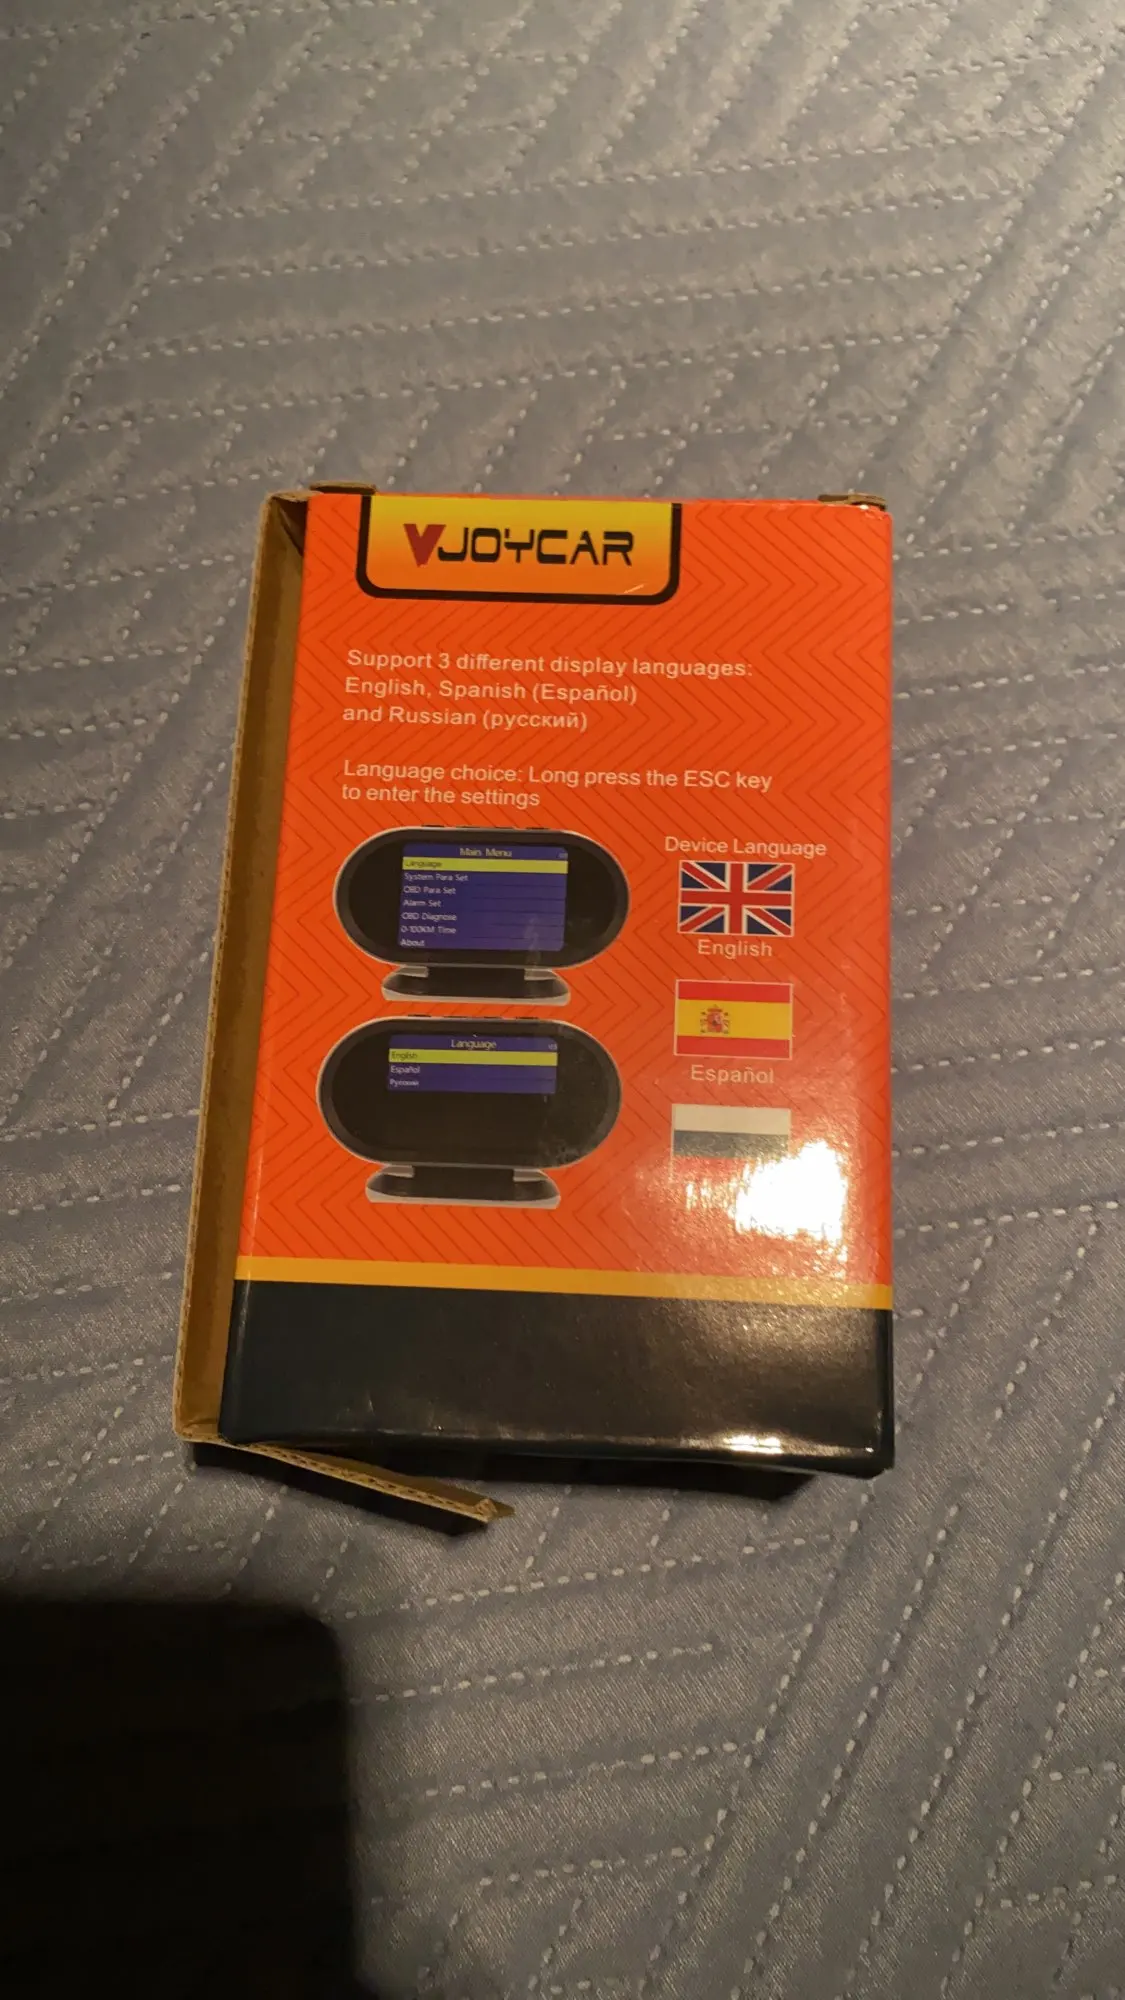 VJOYCAR
Support 3 different display languages:
English, Spanish (Español)
and Russian (русский)
Language choice: Long press the ESC key
to enter the settings
Main Menu
Language
System Para Set
OBD Para Set
Alarm Set
OBD Diagnose
0-100KM Time
About
Language
English
Español
Русский
Device Language
English
Español